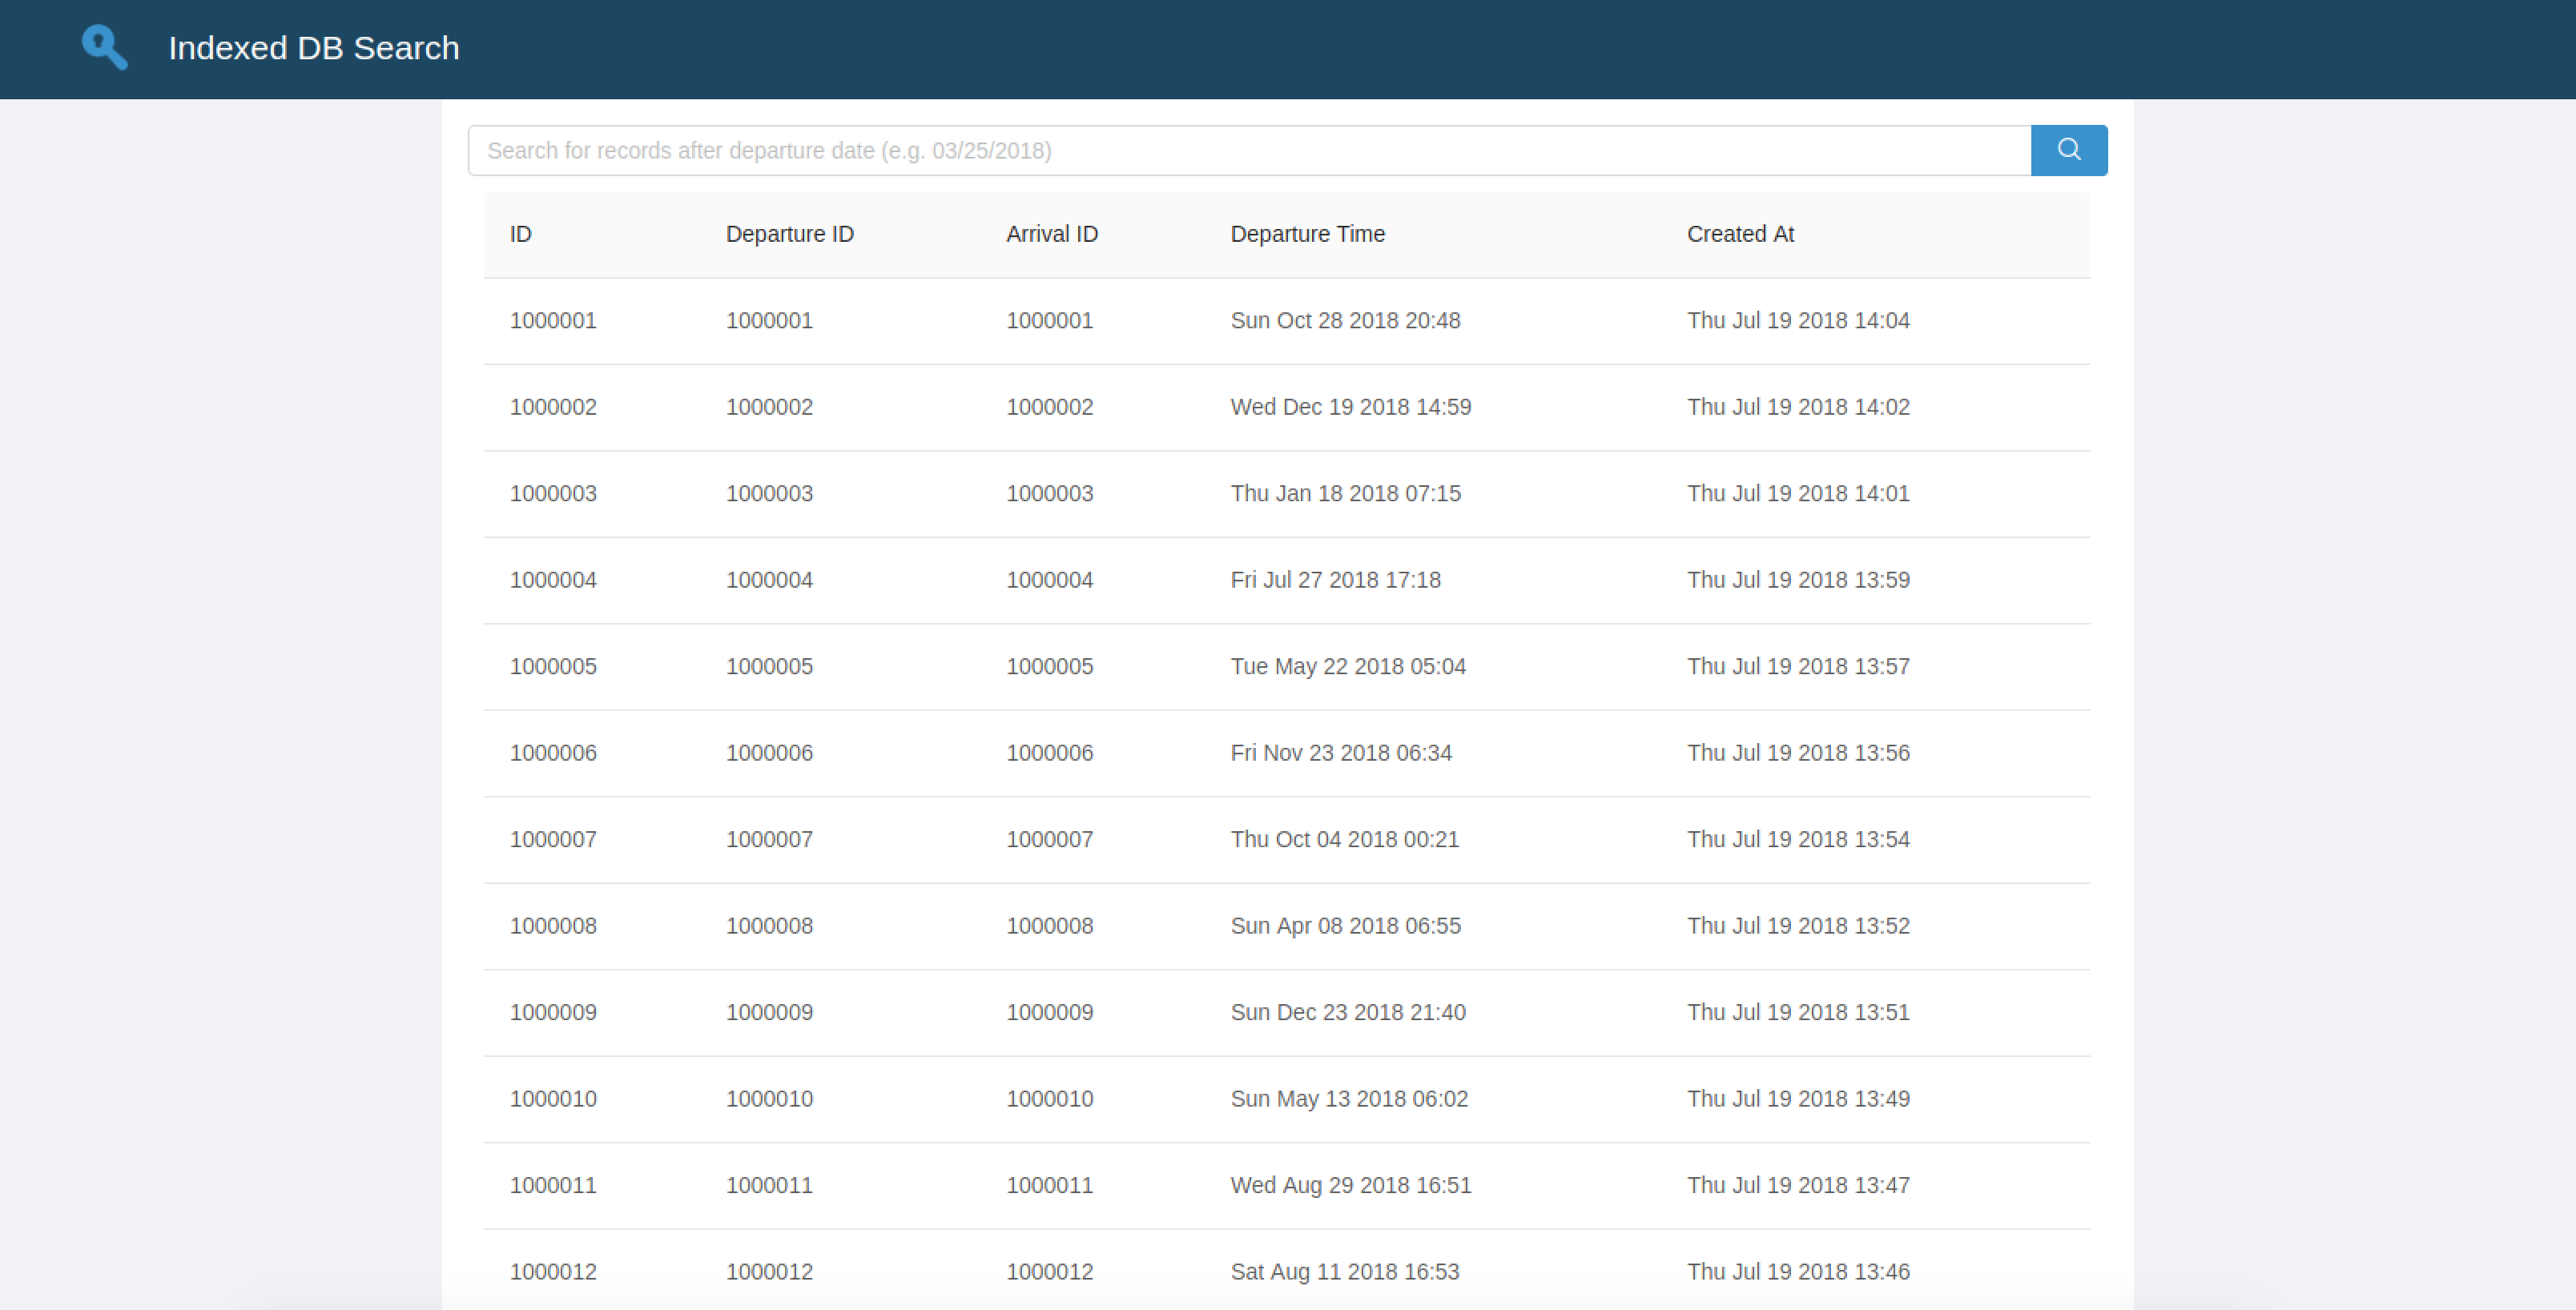 Indexed DB Search
Search for records after departure date (e.g. 03/25/2018)
ID Departure ID Arrival ID Departure Time Created At
1000001 1000001 1000001 Sun Oct 28 2018 20:48 Thu Jul 19 2018 14:04
1000002 1000002 1000002 Wed Dec 19 2018 14:59 Thu Jul 19 2018 14:02
1000003 1000003 1000003 Thu Jan 18 2018 07:15 Thu Jul 19 2018 14:01
1000004 1000004 1000004 Fri Jul 27 2018 17:18 Thu Jul 19 2018 13:59
1000005 1000005 1000005 Tue May 22 2018 05:04 Thu Jul 19 2018 13:57
1000006 1000006 1000006 Fri Nov 23 2018 06:34 Thu Jul 19 2018 13:56
1000007 1000007 1000007 Thu Oct 04 2018 00:21 Thu Jul 19 2018 13:54
1000008 1000008 1000008 Sun Apr 08 2018 06:55 Thu Jul 19 2018 13:52
1000009 1000009 1000009 Sun Dec 23 2018 21:40 Thu Jul 19 2018 13:51
1000010 1000010 1000010 Sun May 13 2018 06:02 Thu Jul 19 2018 13:49
1000011 1000011 1000011 Wed Aug 29 2018 16:51 Thu Jul 19 2018 13:47
1000012 1000012 1000012 Sat Aug 11 2018 16:53 Thu Jul 19 2018 13:46